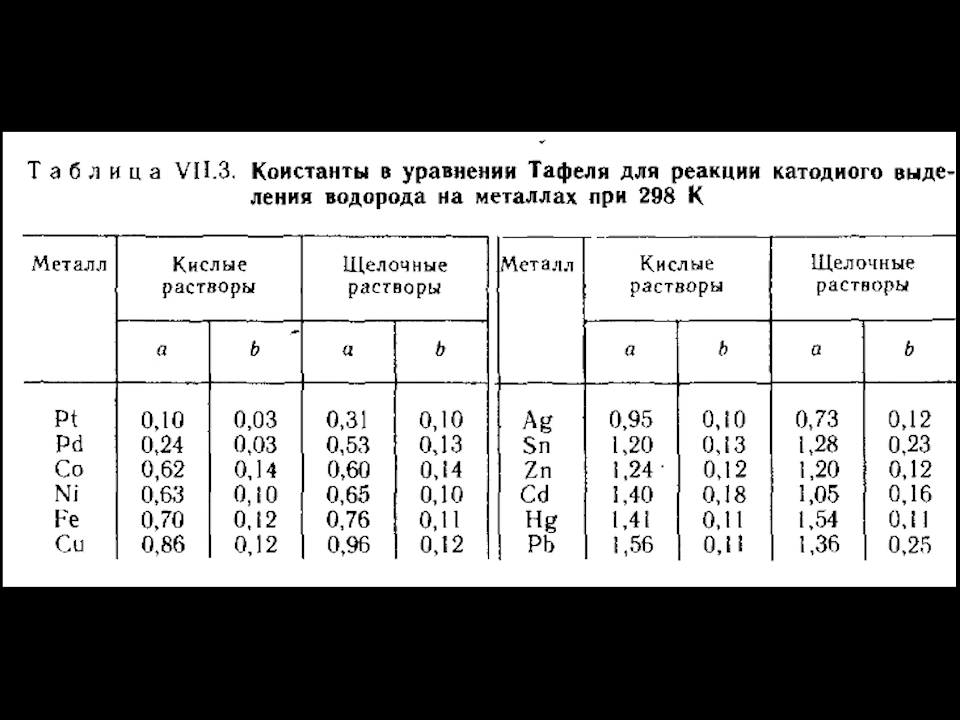 Таблица VII.3. Константы в уравнении Тафеля для реакции катодного выде-
ления водорода на металлах при 298 К
Металл Кислые растворы Щелочные растворы Металл Кислые растворы Щелочные растворы
a b a b a b a b
Pt 0,10 0,03 0,31 0,10 Ag 0,95 0,10 0,73 0,12
Pd 0,24 0,03 0,53 0,13 Sn 1,20 0,13 1,28 0,23
Co 0,62 0,14 0,60 0,14 Zn 1,24 0,12 1,20 0,12
Ni 0,63 0,10 0,65 0,10 Cd 1,40 0,18 1,05 0,16
Fe 0,70 0,12 0,76 0,11 Hg 1,41 0,11 1,54 0,11
Cu 0,86 0,12 0,96 0,12 Pb 1,56 0,11 1,36 0,25